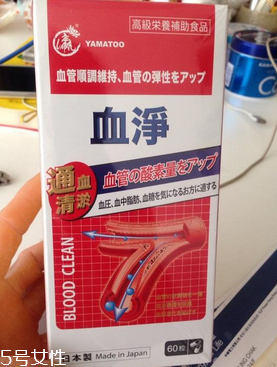 YAMATOO
高級栄養補助食品
血管順調維持、血管の弾性をアップ
血淨
通血
清淤
血管の酸素量をアップ
血圧、血中脂肪、血糖を気になるお方に適する
BLOOD CLEAN
60粒
日本製 Made in Japan
5号女性